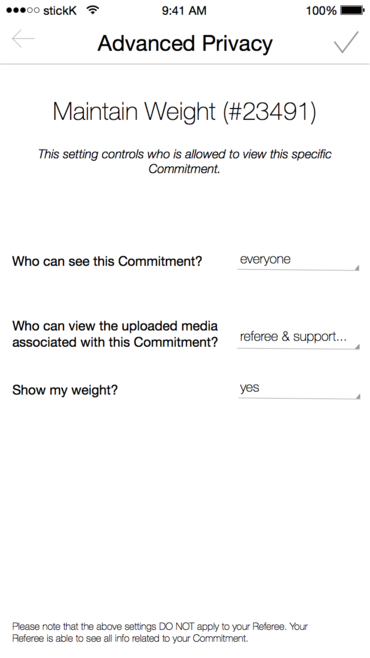 stickK 9:41 AM 100%
Advanced Privacy
Maintain Weight (#23491)
This setting controls who is allowed to view this specific
Commitment.
Who can see this Commitment? everyone
Who can view the uploaded media
associated with this Commitment? referee & support...
Show my weight? yes
Please note that the above settings DO NOT apply to your Referee. Your
Referee is able to see all info related to your Commitment.